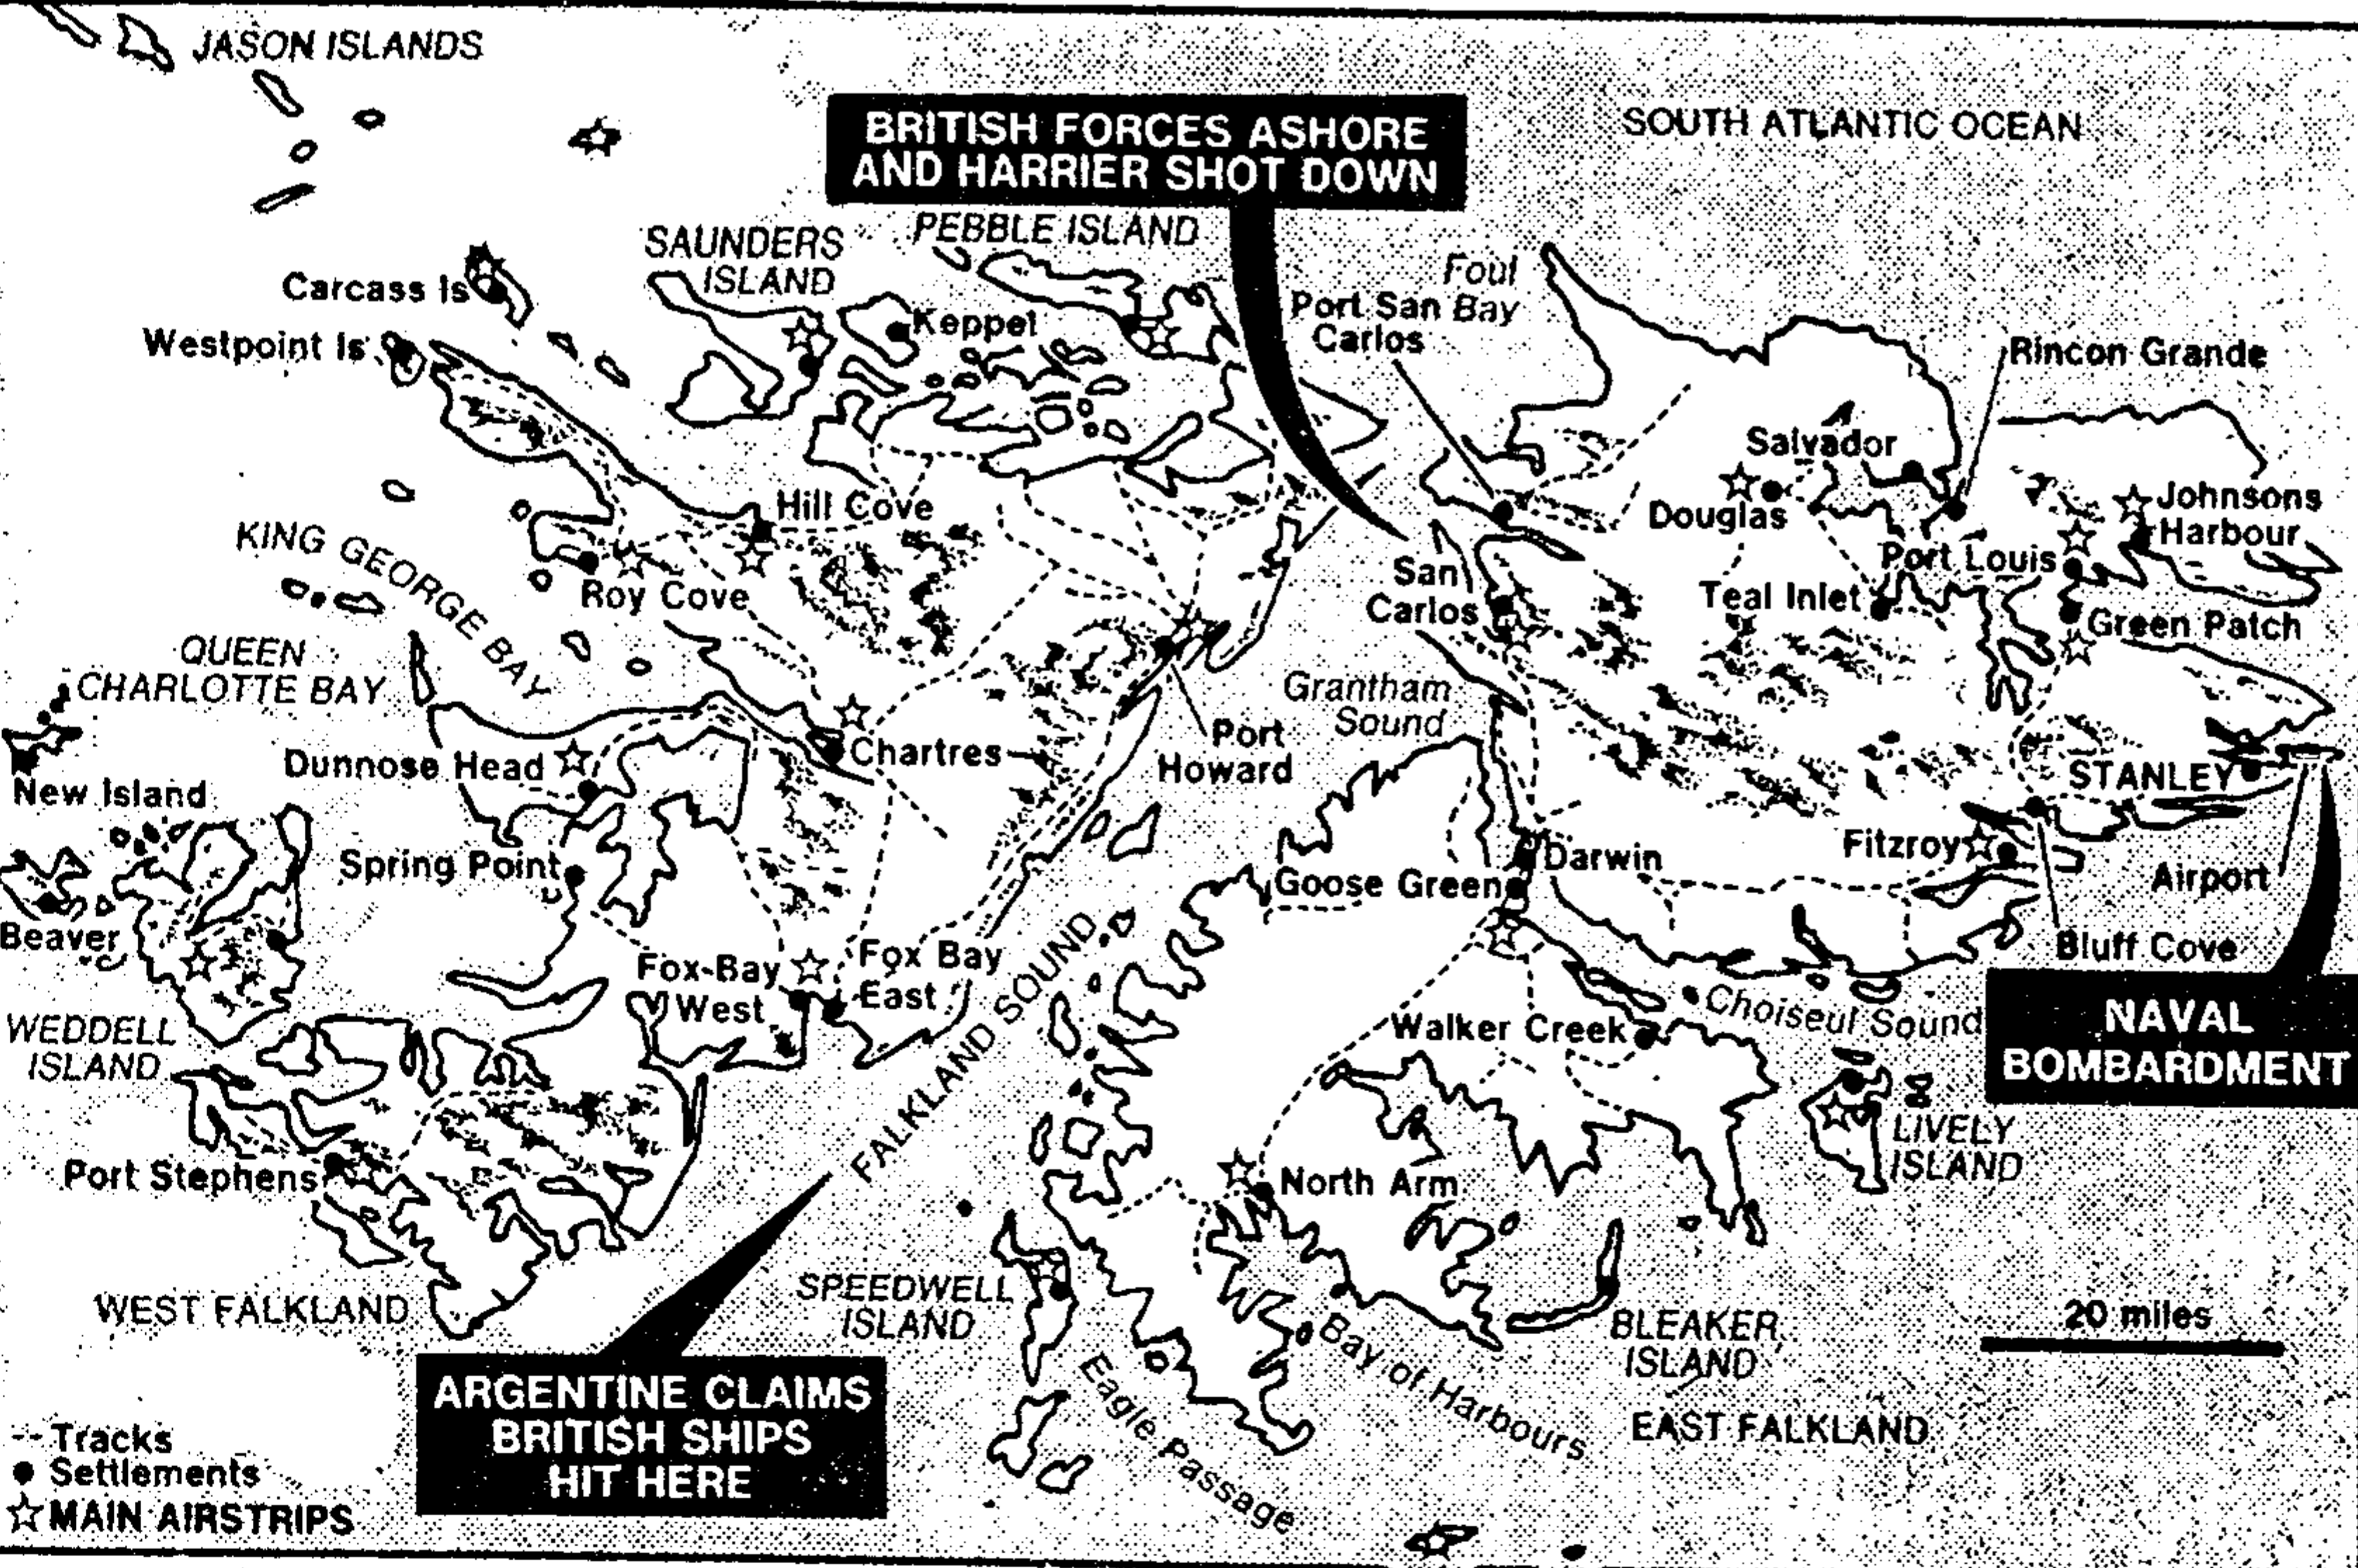 JASON ISLANDS
BRITISH FORCES ASHORE
AND HARRIER SHOT DOWN
SOUTH ATLANTIC OCEAN
SAUNDERS
ISLAND
PEBBLE ISLAND
Foul
Bay
Port San
Carlos
Carcass Is
Keppel
Westpoint Is
Rincon Grande
Salvador
Hill Cove
Douglas
Johnsons
Harbour
KING GEORGE BAY
Port Louis
San
Carlos
Roy Cove
Teal Inlet
Green Patch
QUEEN
CHARLOTTE BAY
Grantham
Sound
Port
Howard
Chartres
Dunnose Head
STANLEY
New Island
Darwin
Fitzroy
Spring Point
Goose Green
Airport
Beaver
Bluff Cove
Fox-Bay
West
Fox Bay
East
FALKLAND SOUND
Choiseul Sound
Walker Creek
NAVAL
BOMBARDMENT
WEDDELL
ISLAND
LIVELY
ISLAND
Port Stephens
North Arm
SPEEDWELL
ISLAND
WEST FALKLAND
20 miles
BLEAKER
ISLAND
Bay of Harbours
Eagle Passage
EAST FALKLAND
ARGENTINE CLAIMS
BRITISH SHIPS
HIT HERE
-- Tracks
● Settlements
☆ MAIN AIRSTRIPS